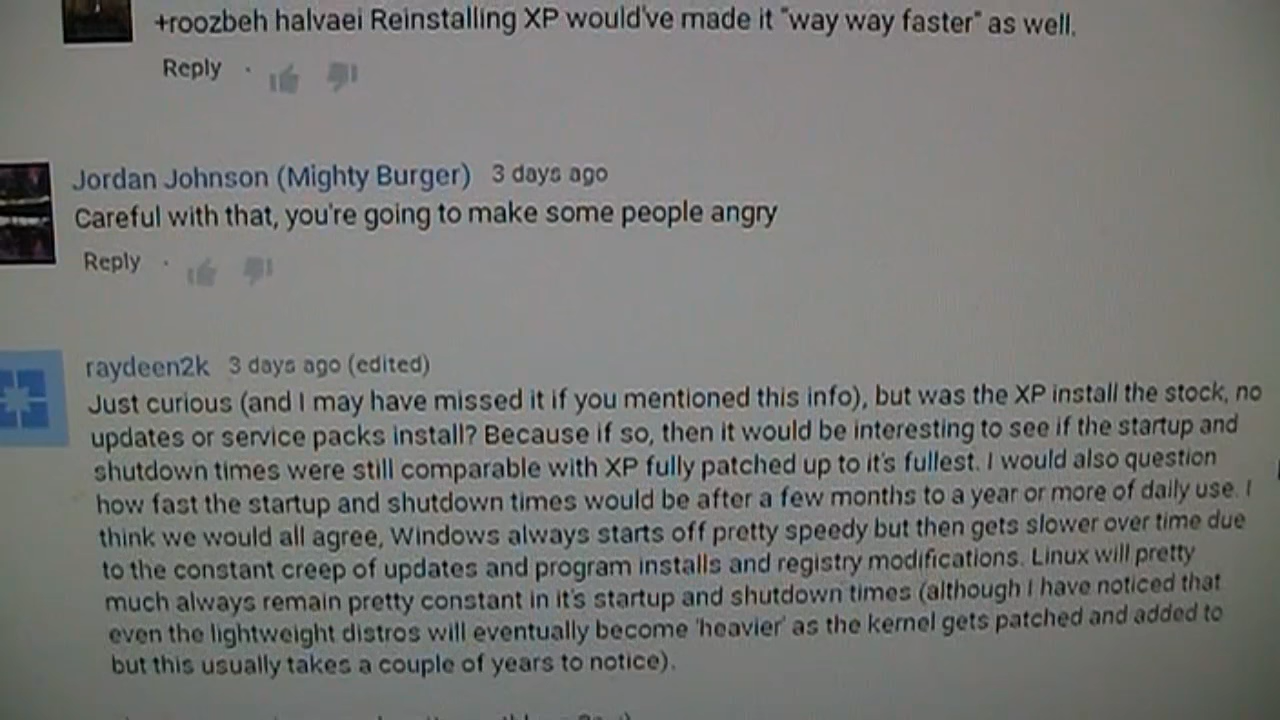 +roozbeh halvaei Reinstalling XP would've made it "way way faster" as well.
Reply ·
Jordan Johnson (Mighty Burger) 3 days ago
Careful with that, you're going to make some people angry
Reply ·
raydeen2k 3 days ago (edited)
Just curious (and I may have missed it if you mentioned this info), but was the XP install the stock, no
updates or service packs install? Because if so, then it would be interesting to see if the startup and
shutdown times were still comparable with XP fully patched up to it's fullest. I would also question
how fast the startup and shutdown times would be after a few months to a year or more of daily use. I
think we would all agree, Windows always starts off pretty speedy but then gets slower over time due
to the constant creep of updates and program installs and registry modifications. Linux will pretty
much always remain pretty constant in it's startup and shutdown times (although I have noticed that
even the lightweight distros will eventually become 'heavier' as the kernel gets patched and added to
but this usually takes a couple of years to notice).